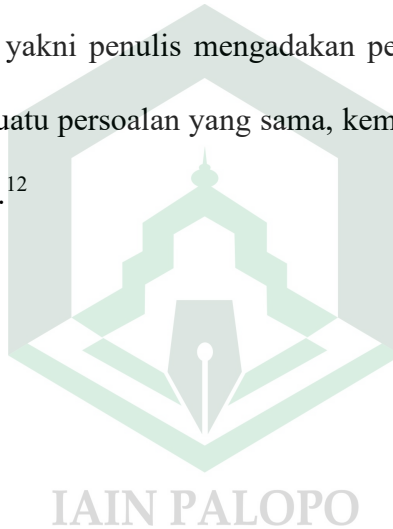 yakni penulis mengadakan pe
uatu persoalan yang sama, kem
.12
IAIN PALOPO